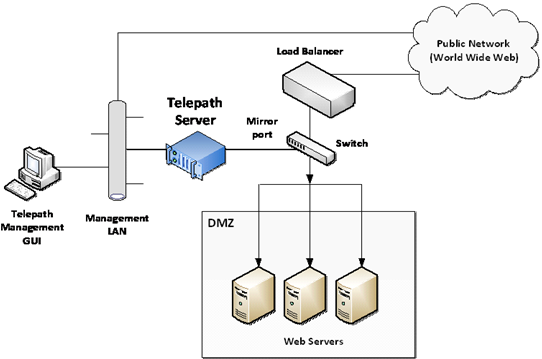 Public Network
(World Wide Web)
Load Balancer
Telepath
Server
Mirror
port
Switch
Telepath
Management
GUI
Management
LAN
DMZ
Web Servers